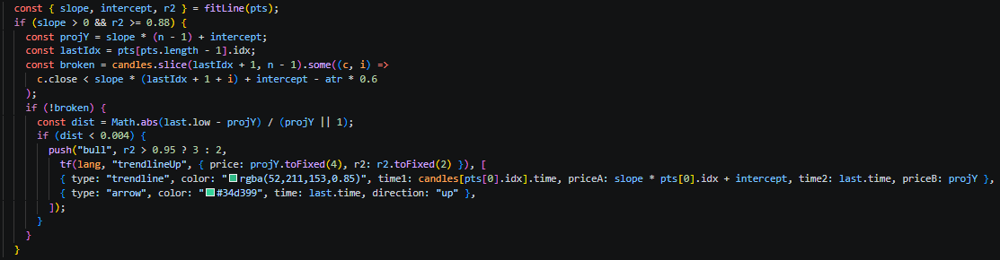 const { slope, intercept, r2 } = fitLine(pts);
if (slope > 0 && r2 >= 0.88) {
const projY = slope * (n - 1) + intercept;
const lastIdx = pts[pts.length - 1].idx;
const broken = candles.slice(lastIdx + 1, n - 1).some((c, i) =>
c.close < slope * (lastIdx + 1 + i) + intercept - atr * 0.6
);
if (!broken) {
const dist = Math.abs(last.low - projY) / (projY || 1);
if (dist < 0.004) {
push("bull", r2 > 0.95 ? 3 : 2,
tf(lang, "trendlineUp", { price: projY.toFixed(4), r2: r2.toFixed(2) }), [
{ type: "trendline", color: "rgba(52,211,153,0.85)", time1: candles[pts[0].idx].time, priceA: slope * pts[0].idx + intercept, time2: last.time, priceB: projY },
{ type: "arrow", color: "#34d399", time: last.time, direction: "up" },
]);
}
}
}